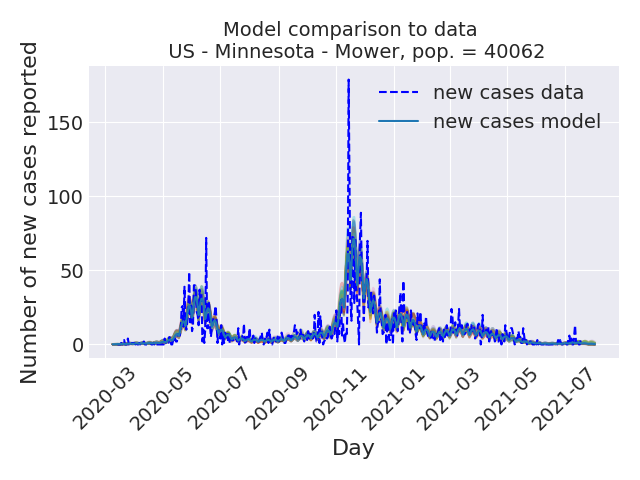 Model comparison to data
US - Minnesota - Mower, pop. = 40062
Number of new cases reported
150
100
50
0
new cases data
new cases model
2020-03
2020-05
2020-07
2020-09
2020-11
2021-01
2021-03
2021-05
2021-07
Day